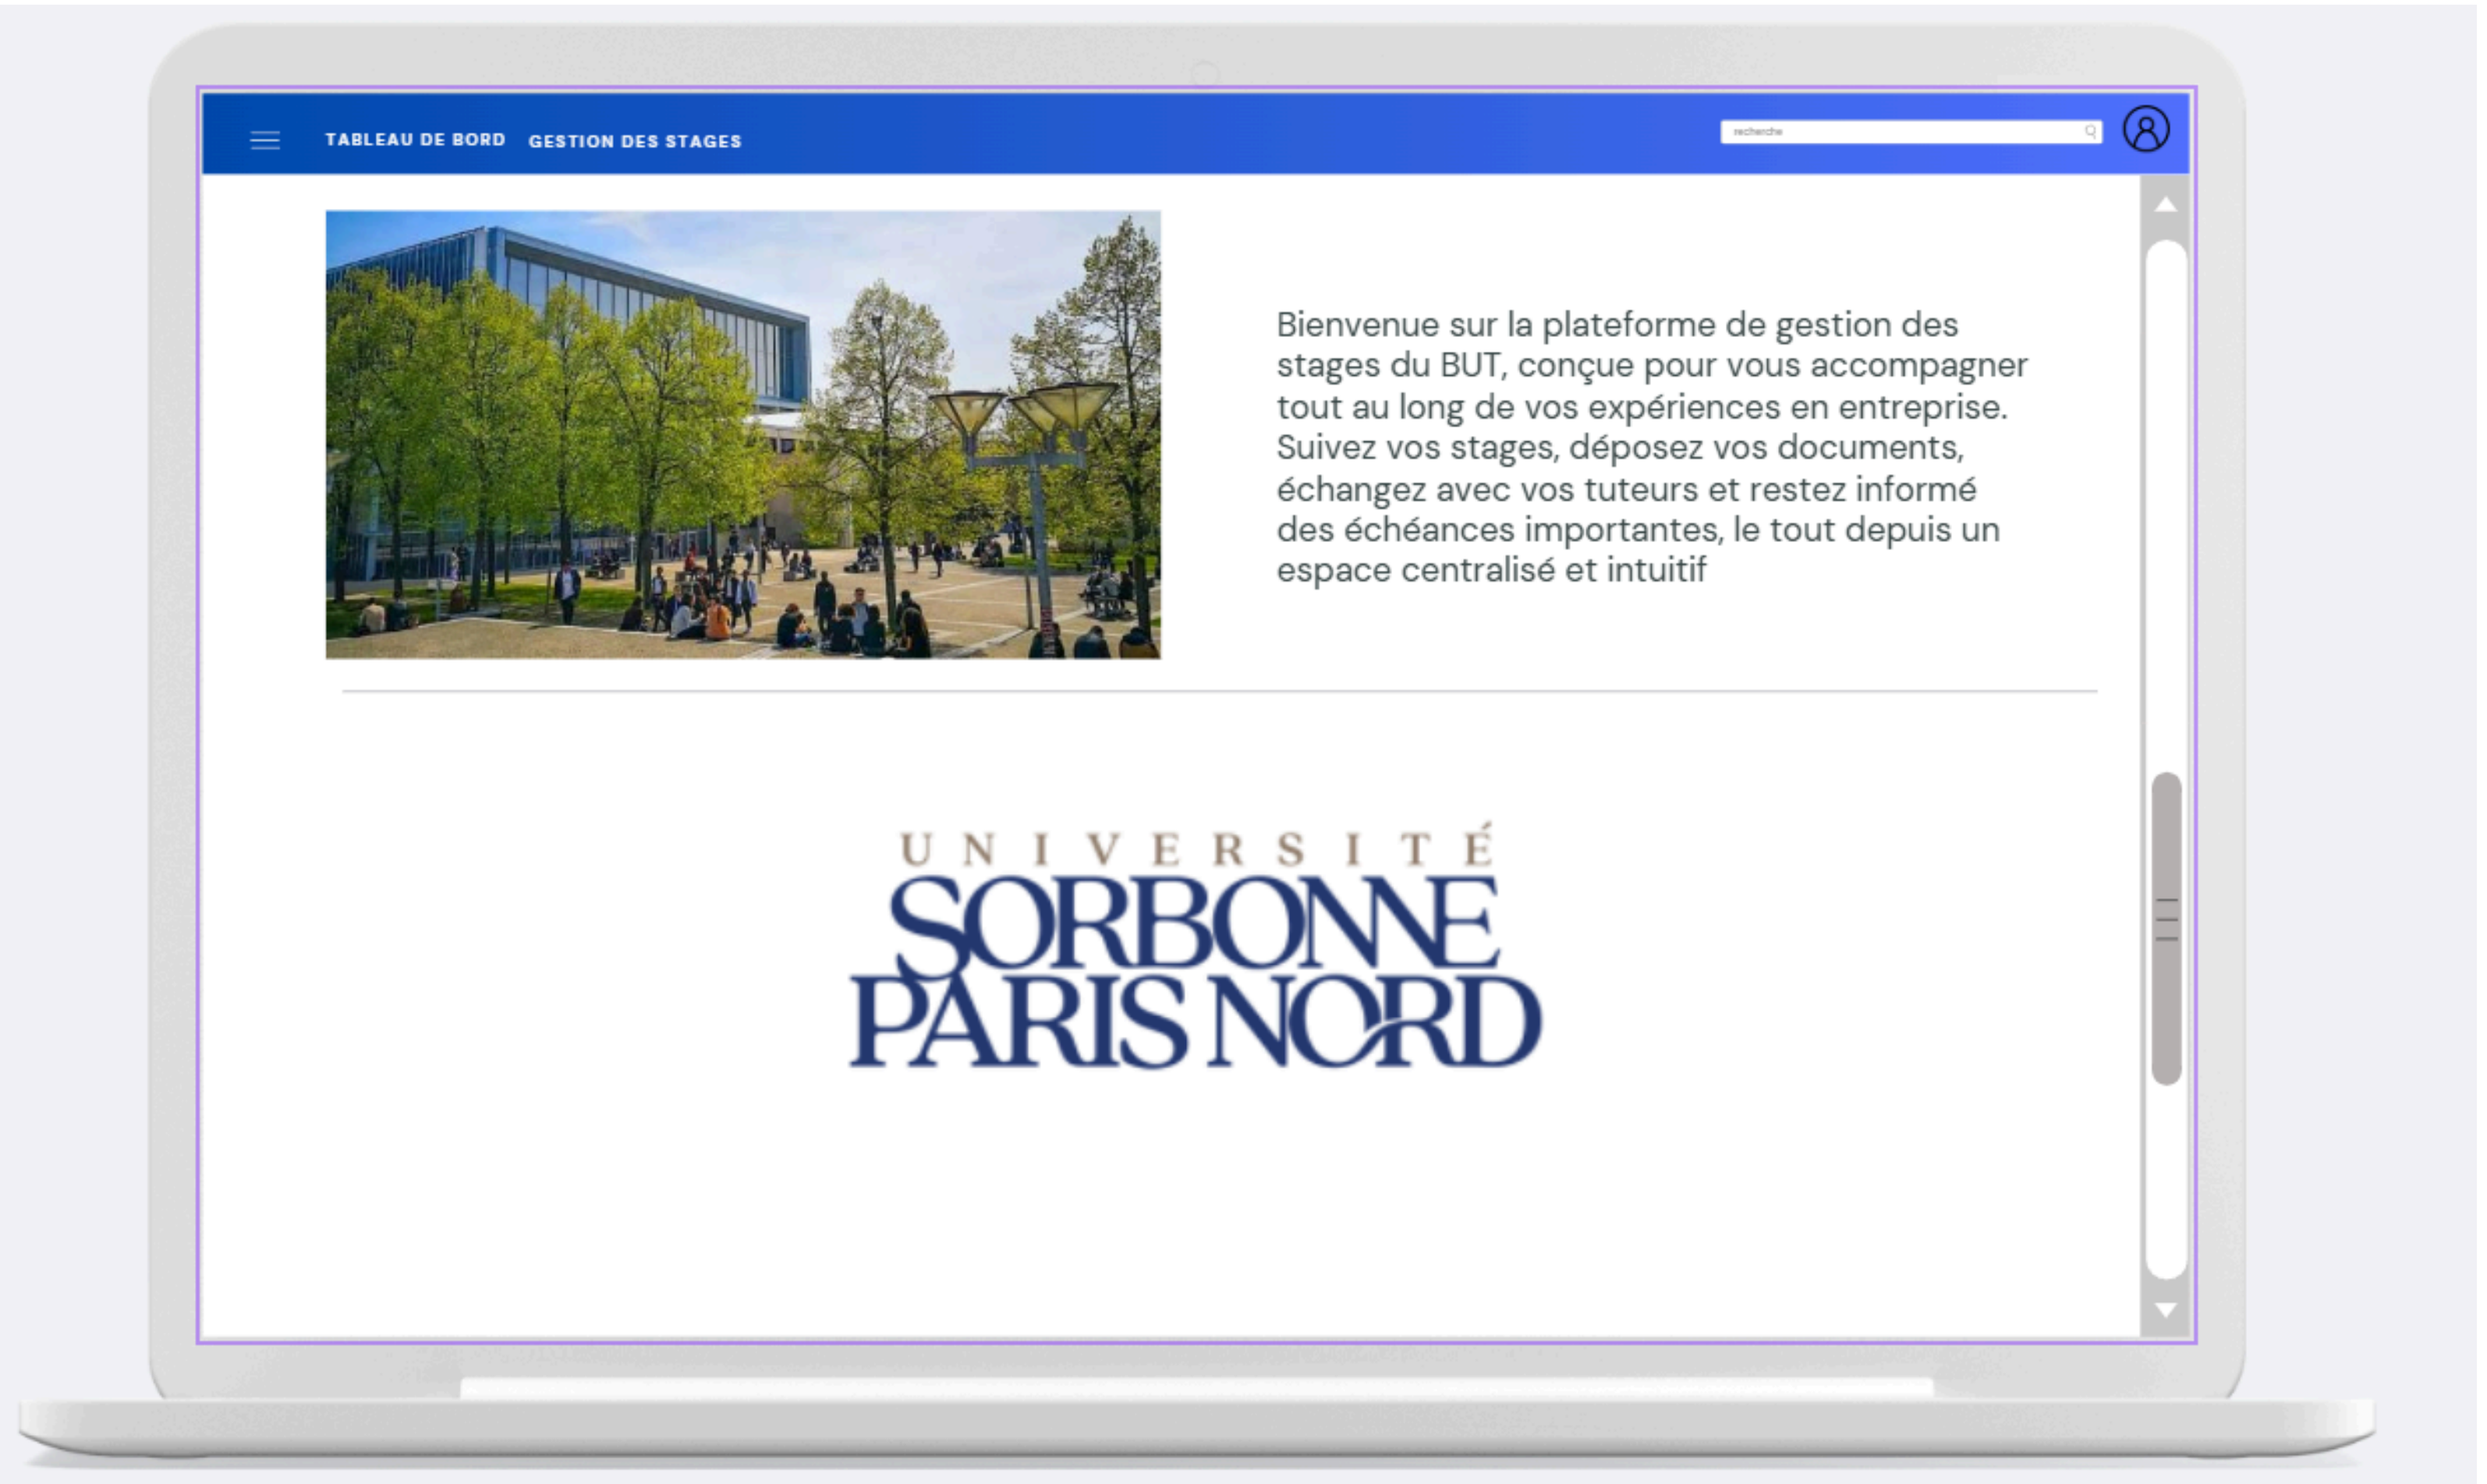 TABLEAU DE BORD GESTION DES STAGES
recherche
Bienvenue sur la plateforme de gestion des
stages du BUT, conçue pour vous accompagner
tout au long de vos expériences en entreprise.
Suivez vos stages, déposez vos documents,
échangez avec vos tuteurs et restez informé
des échéances importantes, le tout depuis un
espace centralisé et intuitif
UNIVERSITÉ
SORBONNE
PARIS NORD